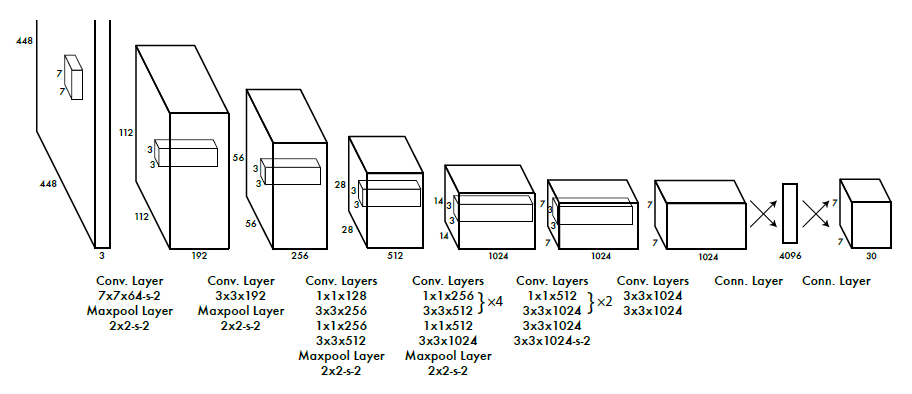 448
7
7
448
3
112
3
3
112
192
56
3
3
56
256
28
3
3
28
512
14
3
3
14
1024
7
3
3
7
1024
7
7
1024
4096
7
7
30
Conv. Layer
7x7x64-s-2
Maxpool Layer
2x2-s-2
Conv. Layer
3x3x192
Maxpool Layer
2x2-s-2
Conv. Layers
1x1x128
3x3x256
1x1x256
3x3x512
Maxpool Layer
2x2-s-2
Conv. Layers
1x1x256
3x3x512
}×4
1x1x512
3x3x1024
Maxpool Layer
2x2-s-2
Conv. Layers
1x1x512
3x3x1024
}×2
3x3x1024
3x3x1024-s-2
Conv. Layers
3x3x1024
3x3x1024
Conn. Layer
Conn. Layer